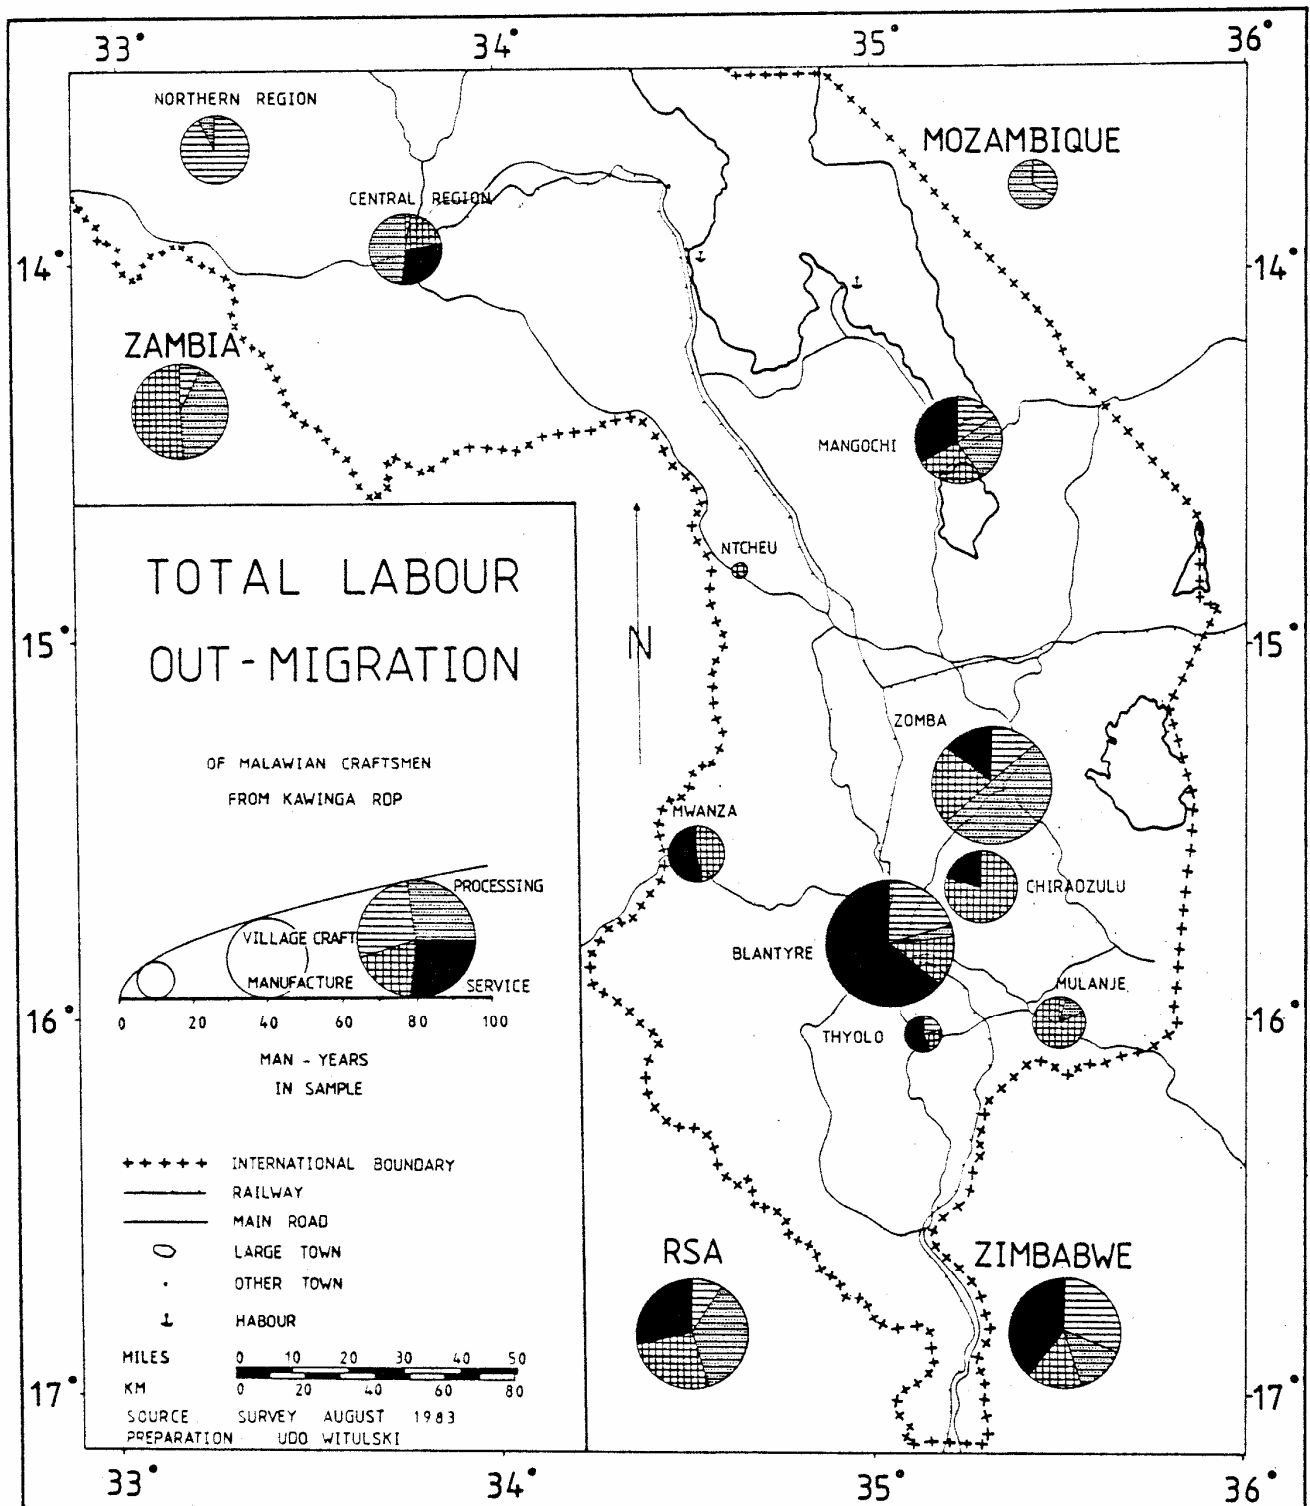 33° 34° 35° 36°
NORTHERN REGION
MOZAMBIQUE
CENTRAL REGION
14° 14°
ZAMBIA
MANGOCHI
NTCHEU
TOTAL LABOUR
OUT-MIGRATION
15° 15°
N
ZOMBA
OF MALAWIAN CRAFTSMEN
FROM KAWINGA RDP
MWANZA
PROCESSING
CHIRADZULU
VILLAGE CRAFT
BLANTYRE
MANUFACTURE
SERVICE
MULANJE
16° 16°
0 20 40 60 80 100
THYOLO
MAN - YEARS
IN SAMPLE
INTERNATIONAL BOUNDARY
RAILWAY
MAIN ROAD
LARGE TOWN
OTHER TOWN
HABOUR
RSA
ZIMBABWE
MILES 0 10 20 30 40 50
KM 0 20 40 60 80
17° 17°
SOURCE SURVEY AUGUST 1983
PREPARATION UDO WITULSKI
33° 34° 35° 36°